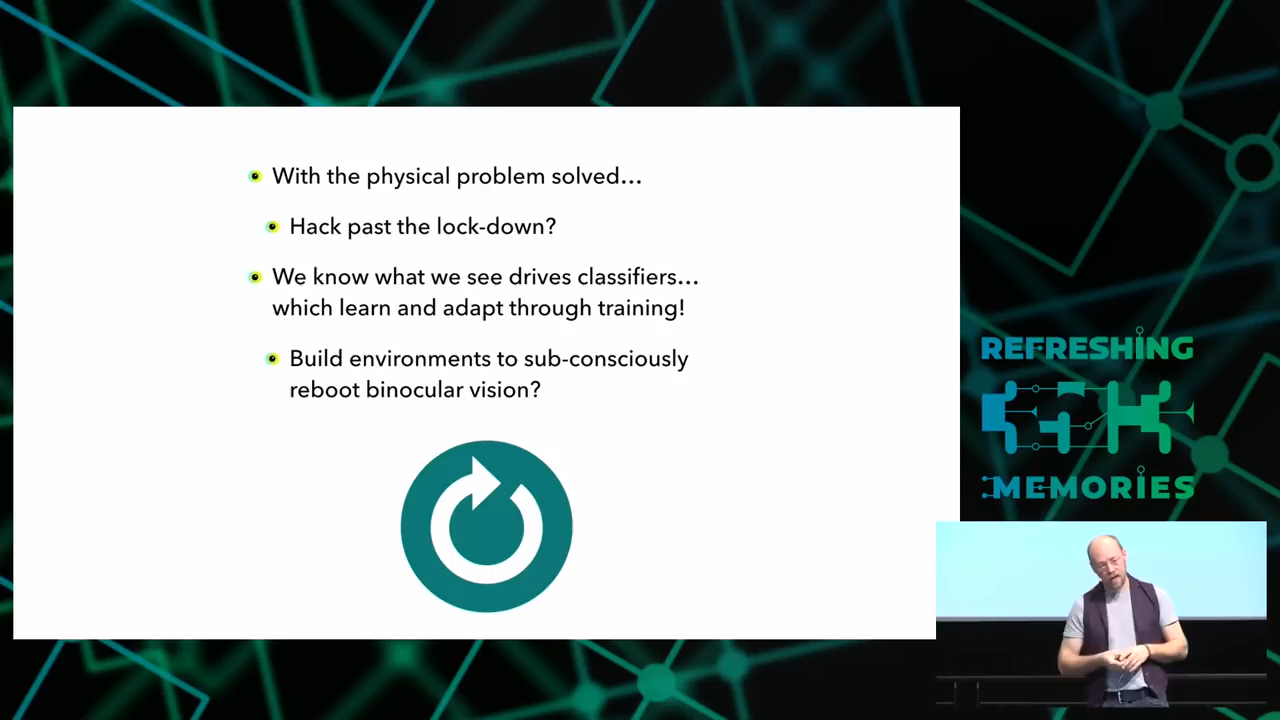 With the physical problem solved…
Hack past the lock-down?
We know what we see drives classifiers…
which learn and adapt through training!
Build environments to sub-consciously
reboot binocular vision?
REFRESHING
MEMORIES